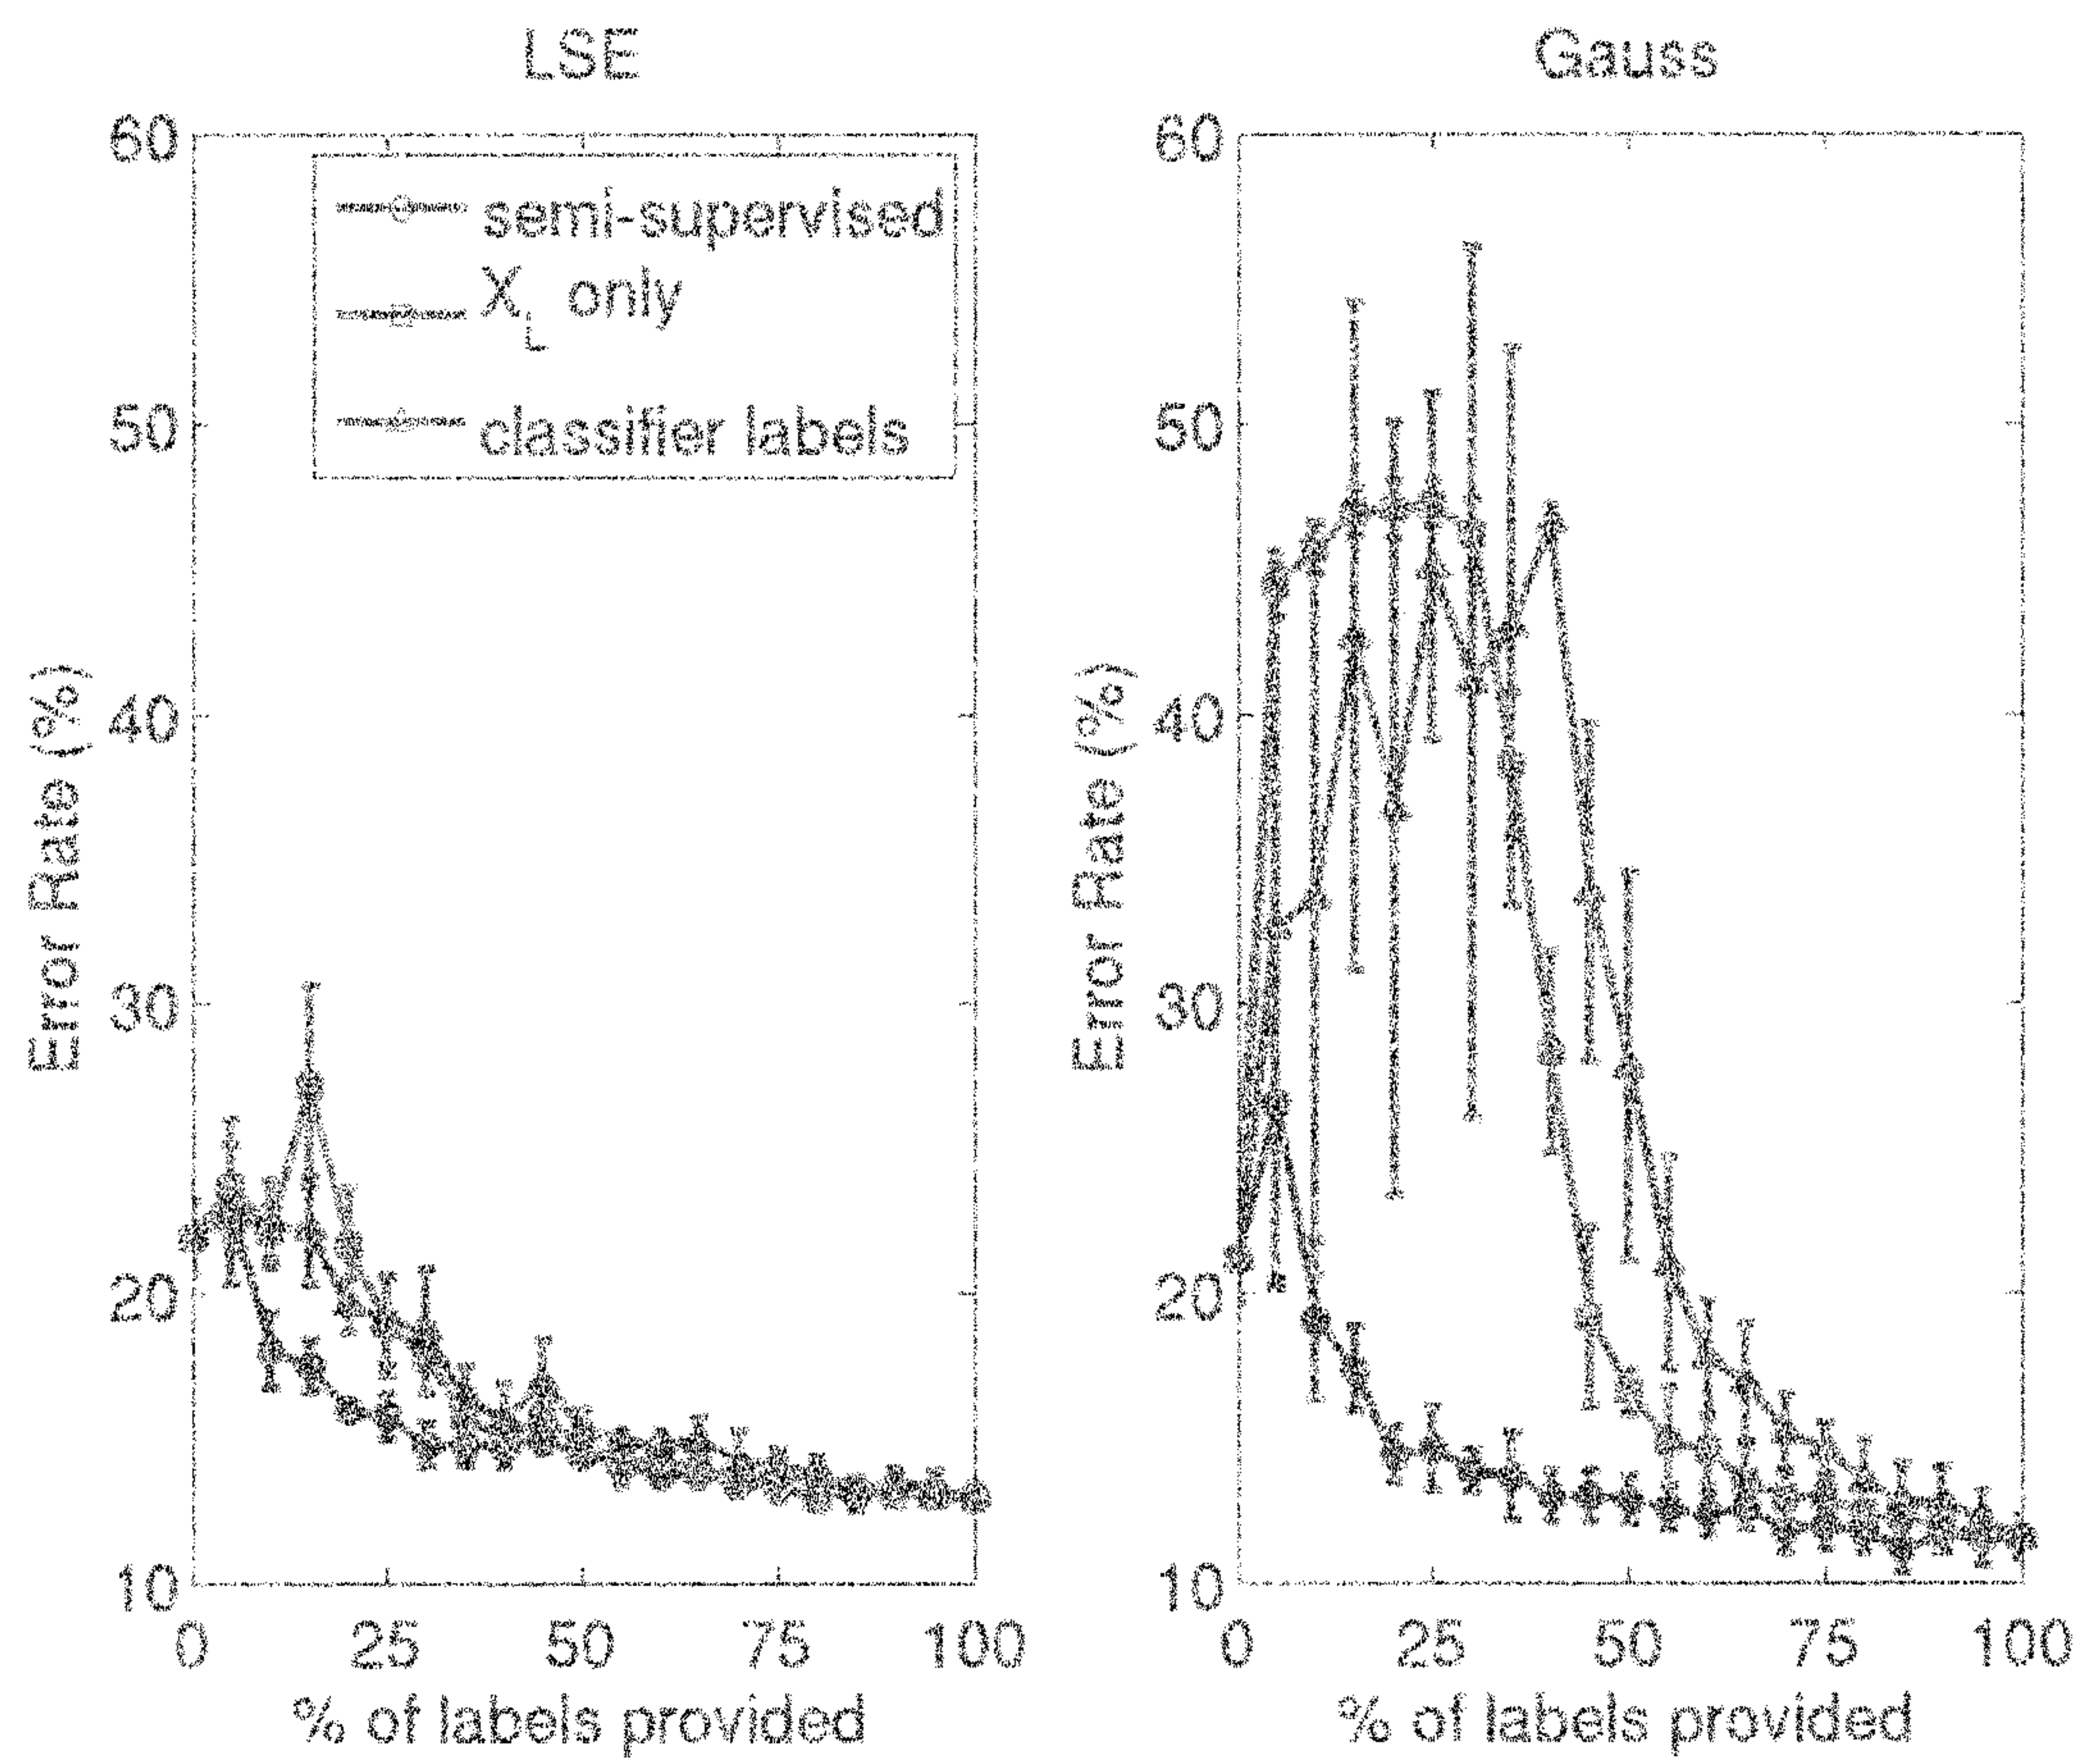 LSE
60
50
40
30
20
10
Error Rate (%)
semi-supervised
X_L only
classifier labels
0 25 50 75 100
% of labels provided
Gauss
60
50
40
30
20
10
Error Rate (%)
0 25 50 75 100
% of labels provided